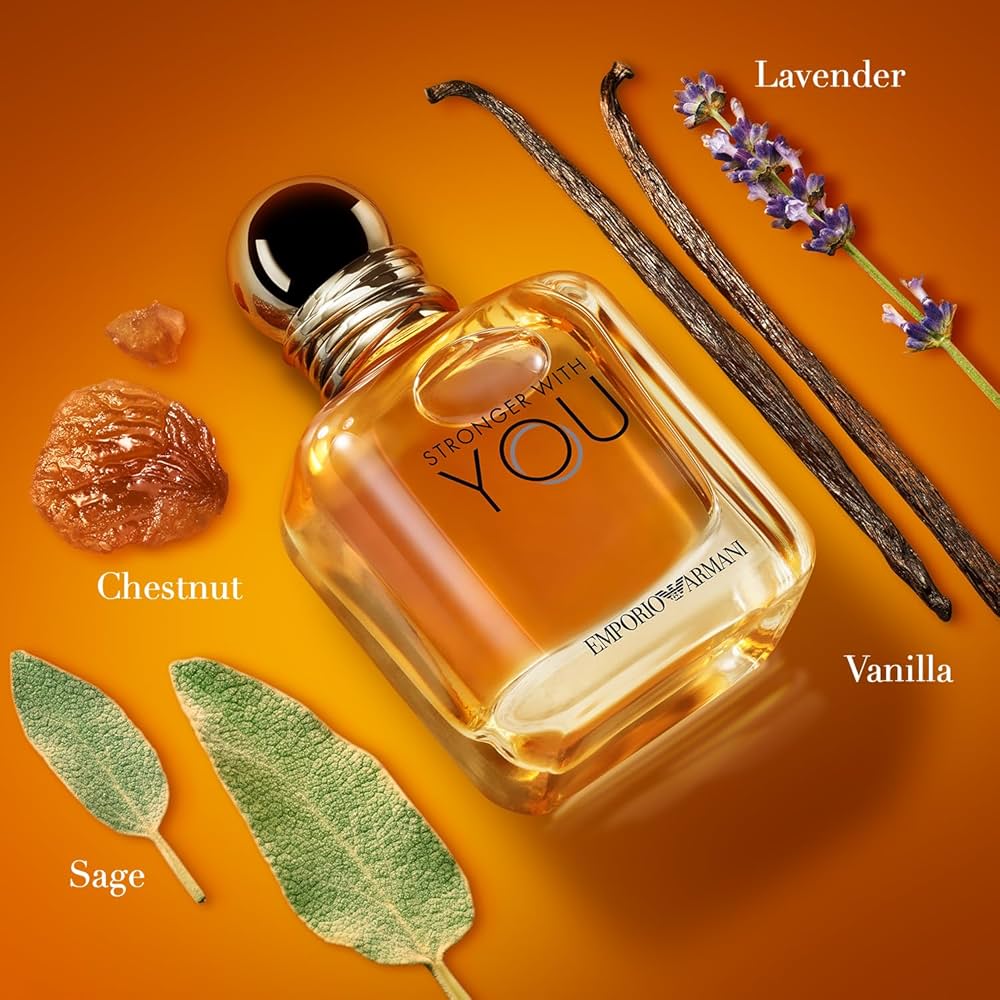 Lavender
STRONGER WITH
YOU
EMPORIO ARMANI
Chestnut
Vanilla
Sage